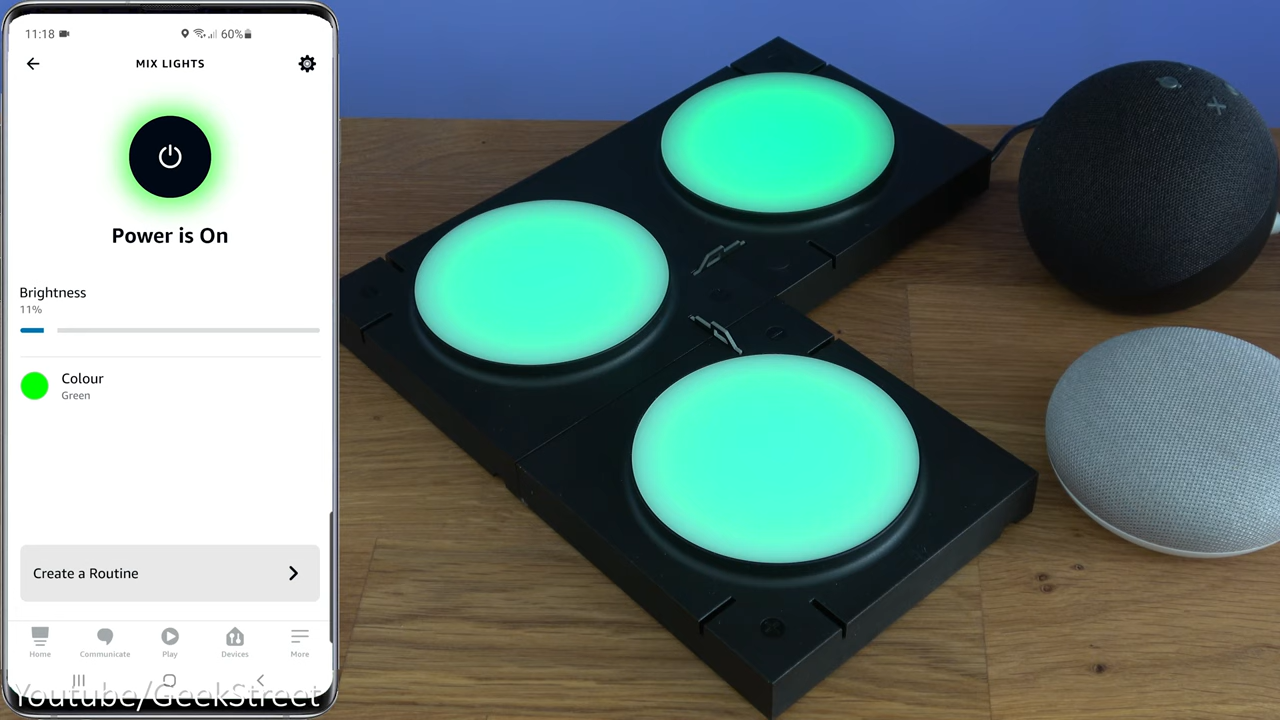 11:18
60%
MIX LIGHTS
Power is On
Brightness
11%
Colour
Green
Create a Routine
Home
Communicate
Play
Devices
More
Youtube/GeekStreet